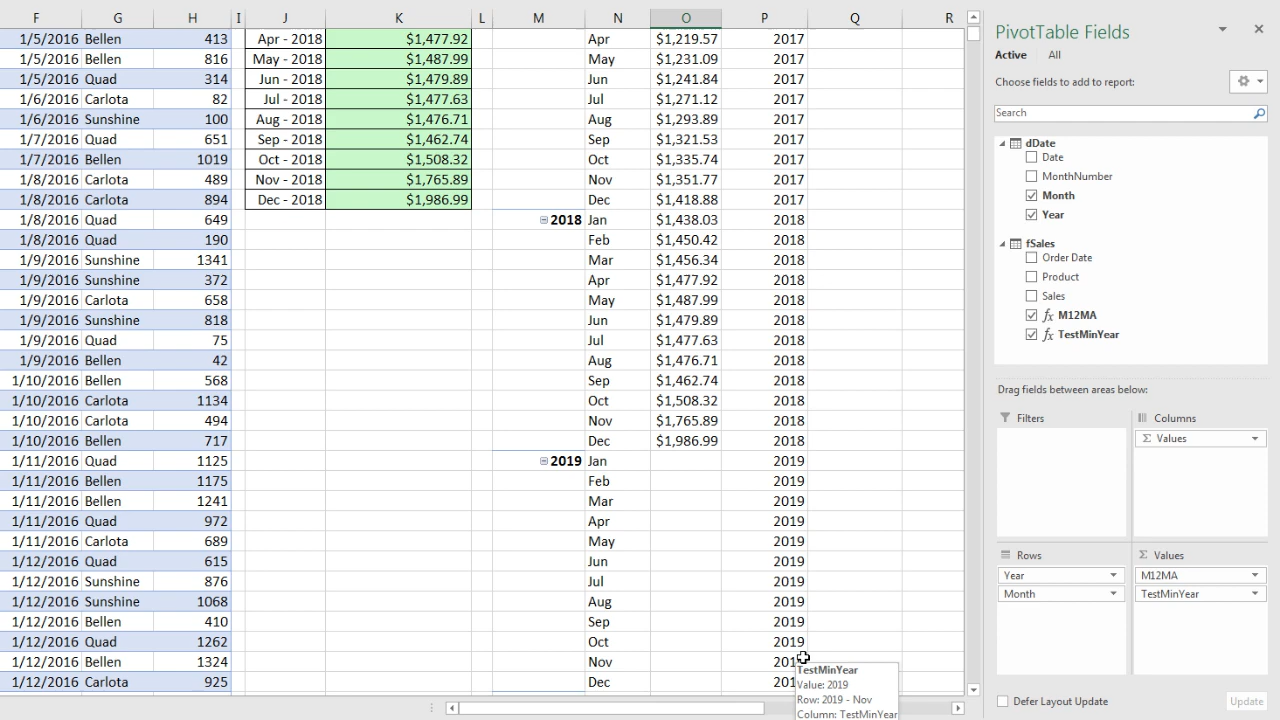 F G H I J K L M N O P Q R
1/5/2016 Bellen 413 Apr - 2018 $1,477.92 Apr $1,219.57 2017
1/5/2016 Bellen 816 May - 2018 $1,487.99 May $1,231.09 2017
1/5/2016 Quad 314 Jun - 2018 $1,479.89 Jun $1,241.84 2017
1/6/2016 Carlota 82 Jul - 2018 $1,477.63 Jul $1,271.12 2017
1/6/2016 Sunshine 100 Aug - 2018 $1,476.71 Aug $1,293.89 2017
1/7/2016 Quad 651 Sep - 2018 $1,462.74 Sep $1,321.53 2017
1/7/2016 Bellen 1019 Oct - 2018 $1,508.32 Oct $1,335.74 2017
1/8/2016 Carlota 489 Nov - 2018 $1,765.89 Nov $1,351.77 2017
1/8/2016 Carlota 894 Dec - 2018 $1,986.99 Dec $1,418.88 2017
1/8/2016 Quad 649 2018 Jan $1,438.03 2018
1/8/2016 Quad 190 Feb $1,450.42 2018
1/9/2016 Sunshine 1341 Mar $1,456.34 2018
1/9/2016 Sunshine 372 Apr $1,477.92 2018
1/9/2016 Carlota 658 May $1,487.99 2018
1/9/2016 Sunshine 818 Jun $1,479.89 2018
1/9/2016 Quad 75 Jul $1,477.63 2018
1/9/2016 Bellen 42 Aug $1,476.71 2018
1/10/2016 Bellen 568 Sep $1,462.74 2018
1/10/2016 Carlota 1134 Oct $1,508.32 2018
1/10/2016 Carlota 494 Nov $1,765.89 2018
1/10/2016 Bellen 717 Dec $1,986.99 2018
1/11/2016 Quad 1125 2019 Jan 2019
1/11/2016 Bellen 1175 Feb 2019
1/11/2016 Bellen 1241 Mar 2019
1/11/2016 Quad 972 Apr 2019
1/11/2016 Carlota 689 May 2019
1/12/2016 Quad 615 Jun 2019
1/12/2016 Sunshine 876 Jul 2019
1/12/2016 Sunshine 1068 Aug 2019
1/12/2016 Bellen 410 Sep 2019
1/12/2016 Quad 1262 Oct 2019
1/12/2016 Bellen 1324 Nov
1/12/2016 Carlota 925 Dec
TestMinYear
Value: 2019
Row: 2019 - Nov
Column: TestMinYear
PivotTable Fields
Active All
Choose fields to add to report:
Search
dDate
Date
MonthNumber
Month
Year
fSales
Order Date
Product
Sales
fx M12MA
fx TestMinYear
Drag fields between areas below:
Filters Columns
Σ Values
Rows Σ Values
Year M12MA
Month TestMinYear
Defer Layout Update Update